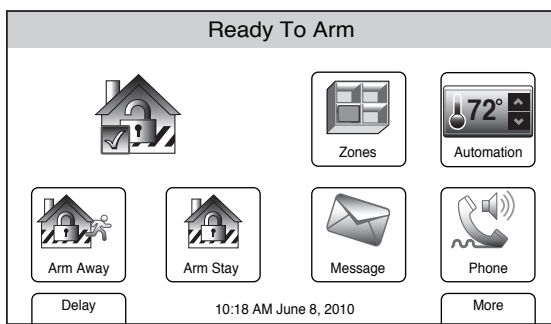 Ready To Arm
72°
Zones
Automation
Arm Away
Arm Stay
Message
Phone
Delay
10:18 AM June 8, 2010
More